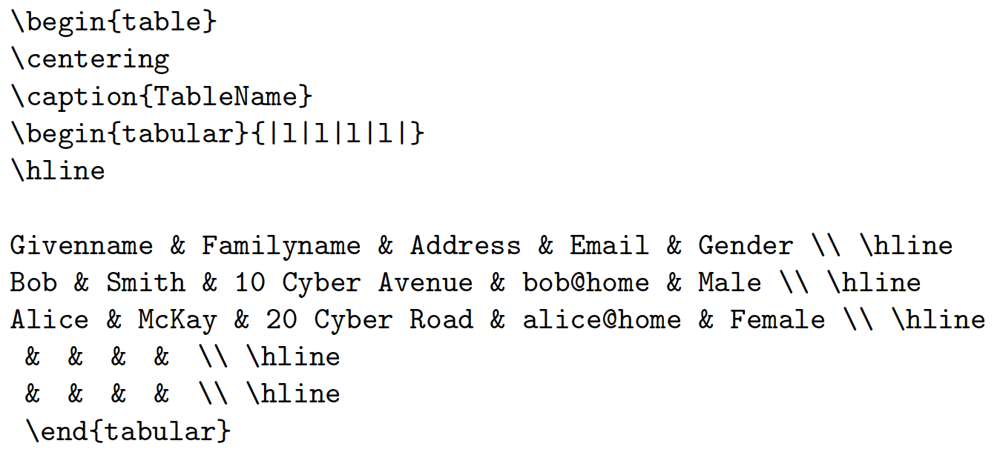 \begin{table}
\centering
\caption{TableName}
\begin{tabular}{|l|l|l|l|}
\hline

Givenname & Familyname & Address & Email & Gender \\ \hline
Bob & Smith & 10 Cyber Avenue & bob@home & Male \\ \hline
Alice & McKay & 20 Cyber Road & alice@home & Female \\ \hline
& & & & \\ \hline
& & & & \\ \hline
\end{tabular}